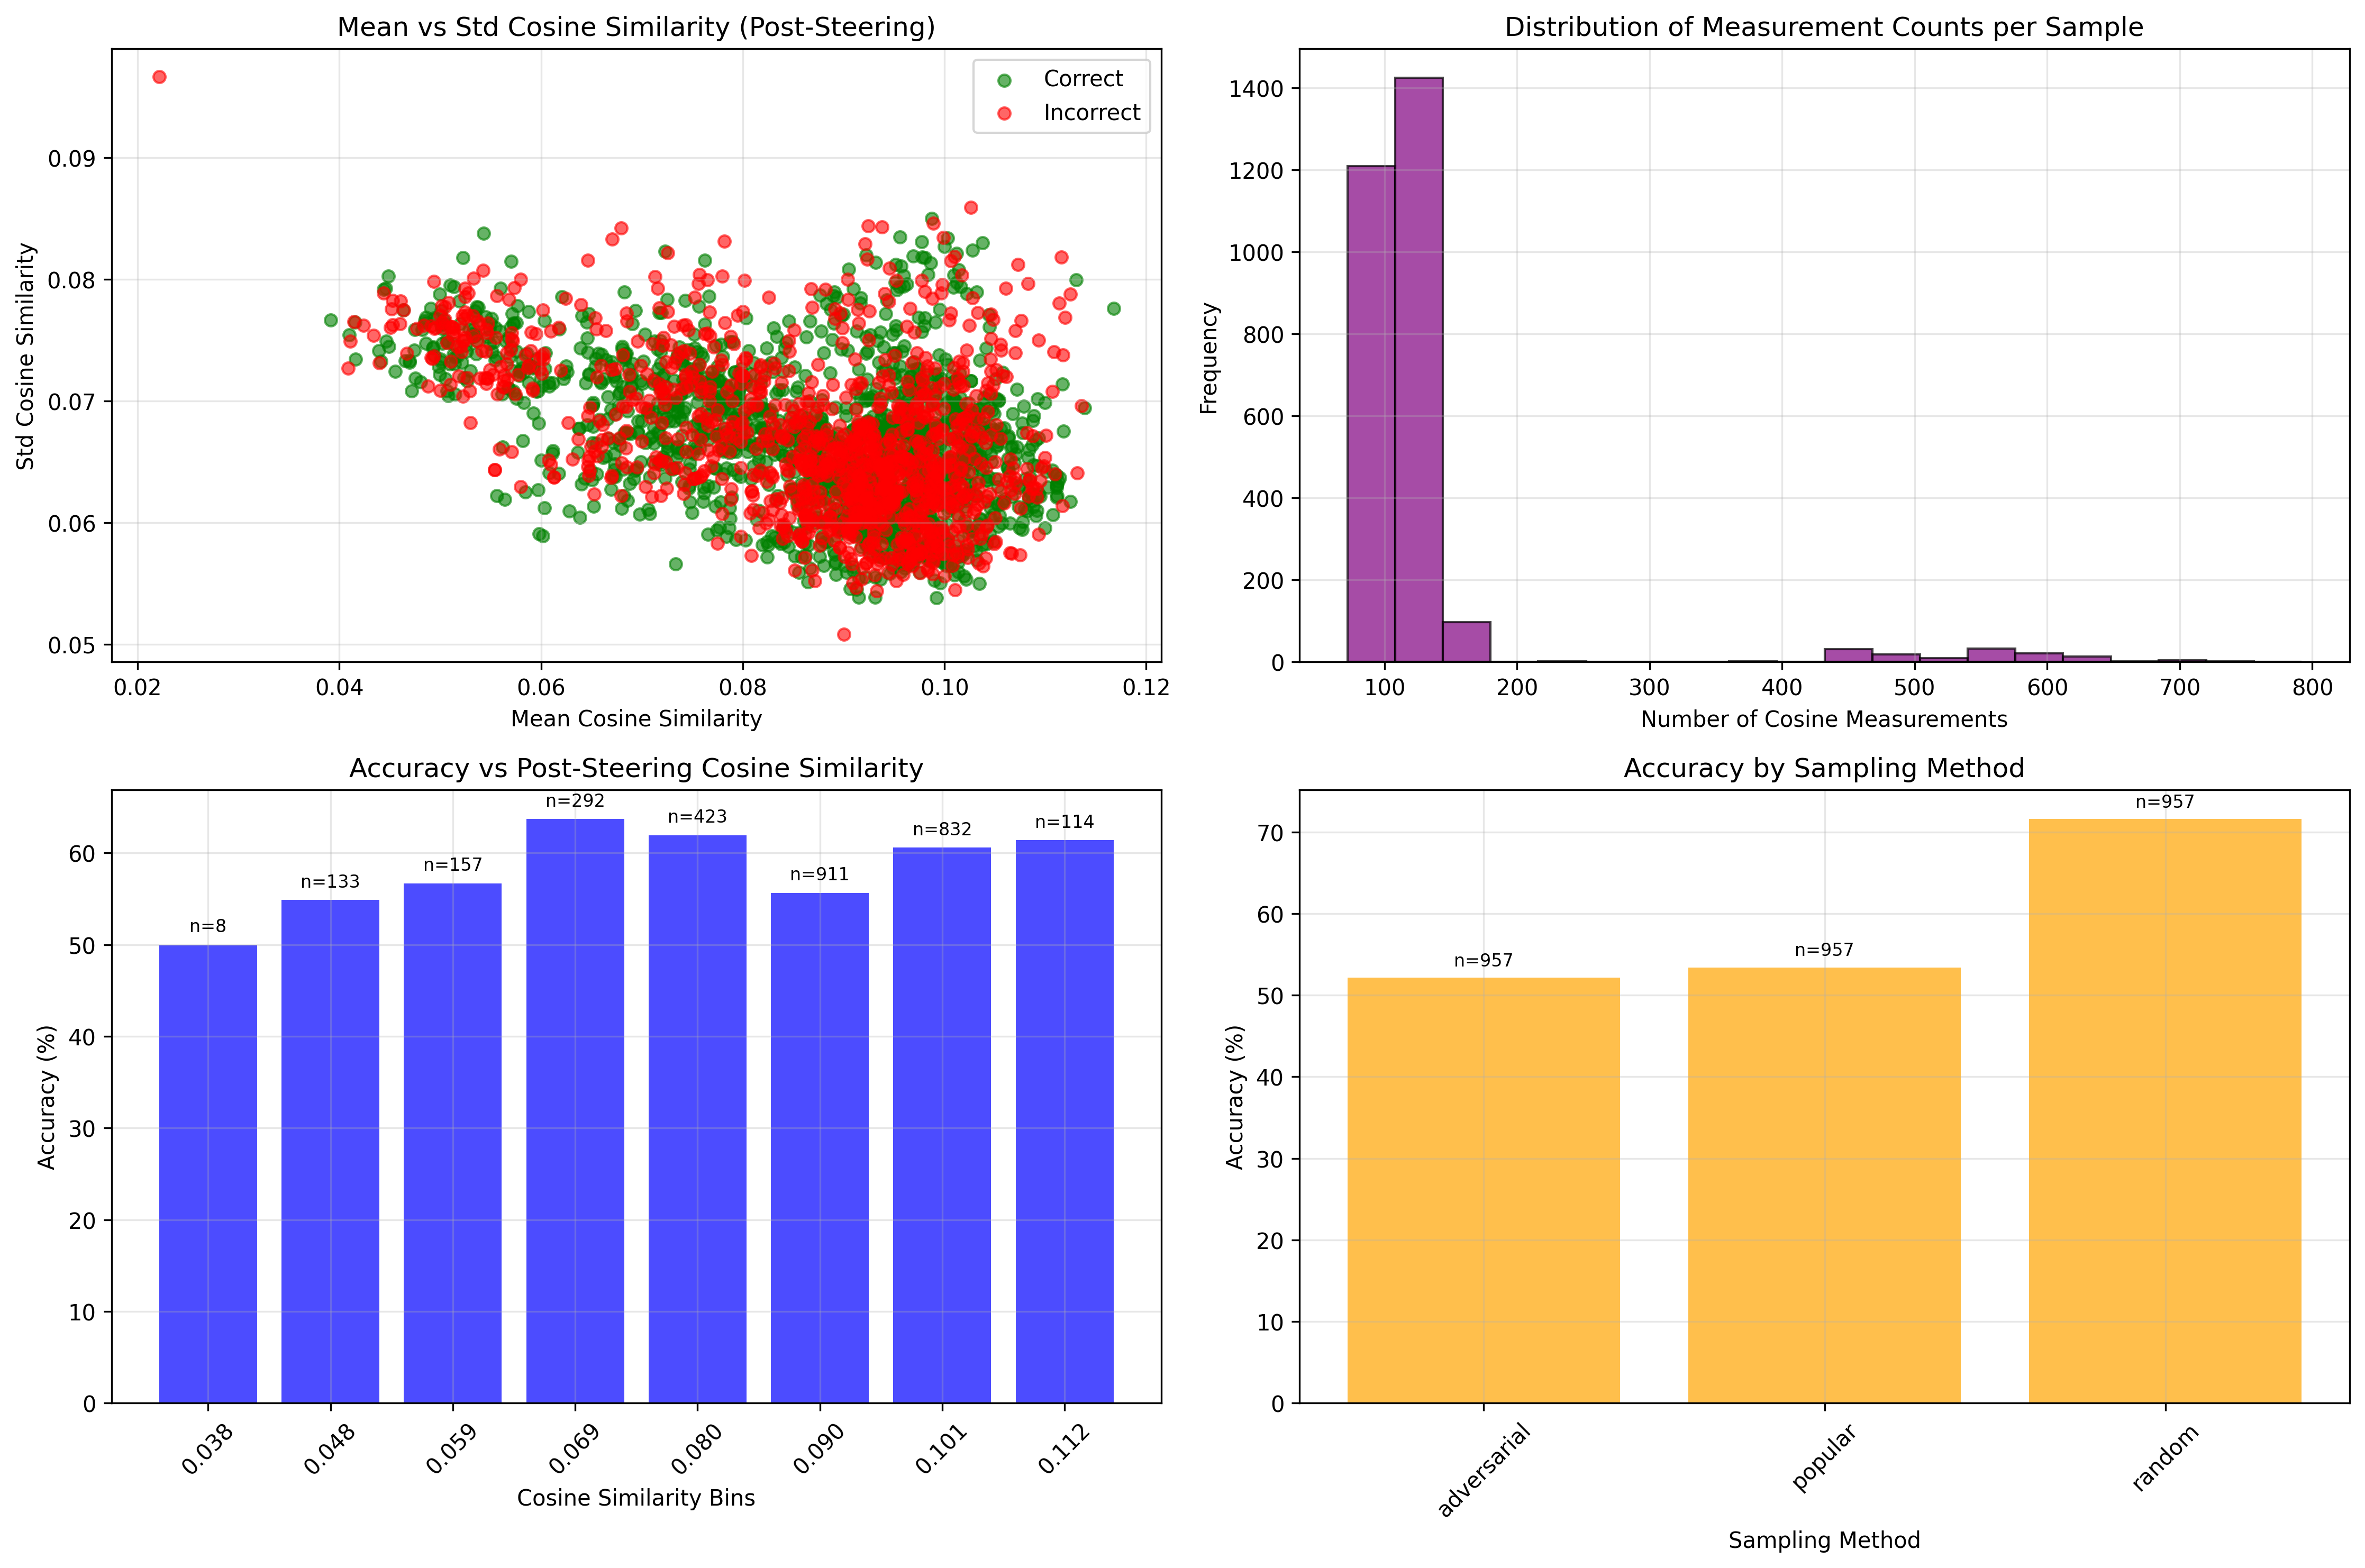 Mean vs Std Cosine Similarity (Post-Steering)
Correct
Incorrect
0.09
0.08
0.07
0.06
0.05
Std Cosine Similarity
0.02 0.04 0.06 0.08 0.10 0.12
Mean Cosine Similarity
Distribution of Measurement Counts per Sample
1400
1200
1000
800
600
400
200
0
Frequency
100 200 300 400 500 600 700 800
Number of Cosine Measurements
Accuracy vs Post-Steering Cosine Similarity
n=8
n=133
n=157
n=292
n=423
n=911
n=832
n=114
60
50
40
30
20
10
0
Accuracy (%)
0.038 0.048 0.059 0.069 0.080 0.090 0.101 0.112
Cosine Similarity Bins
Accuracy by Sampling Method
n=957
n=957
n=957
70
60
50
40
30
20
10
0
Accuracy (%)
adversarial popular random
Sampling Method